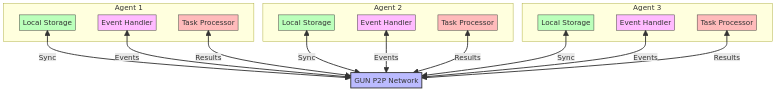 Agent 1
Agent 2
Agent 3
Local Storage
Event Handler
Task Processor
Local Storage
Event Handler
Task Processor
Local Storage
Event Handler
Task Processor
Sync
Events
Results
Sync
Events
Results
Sync
Events
Results
GUN P2P Network